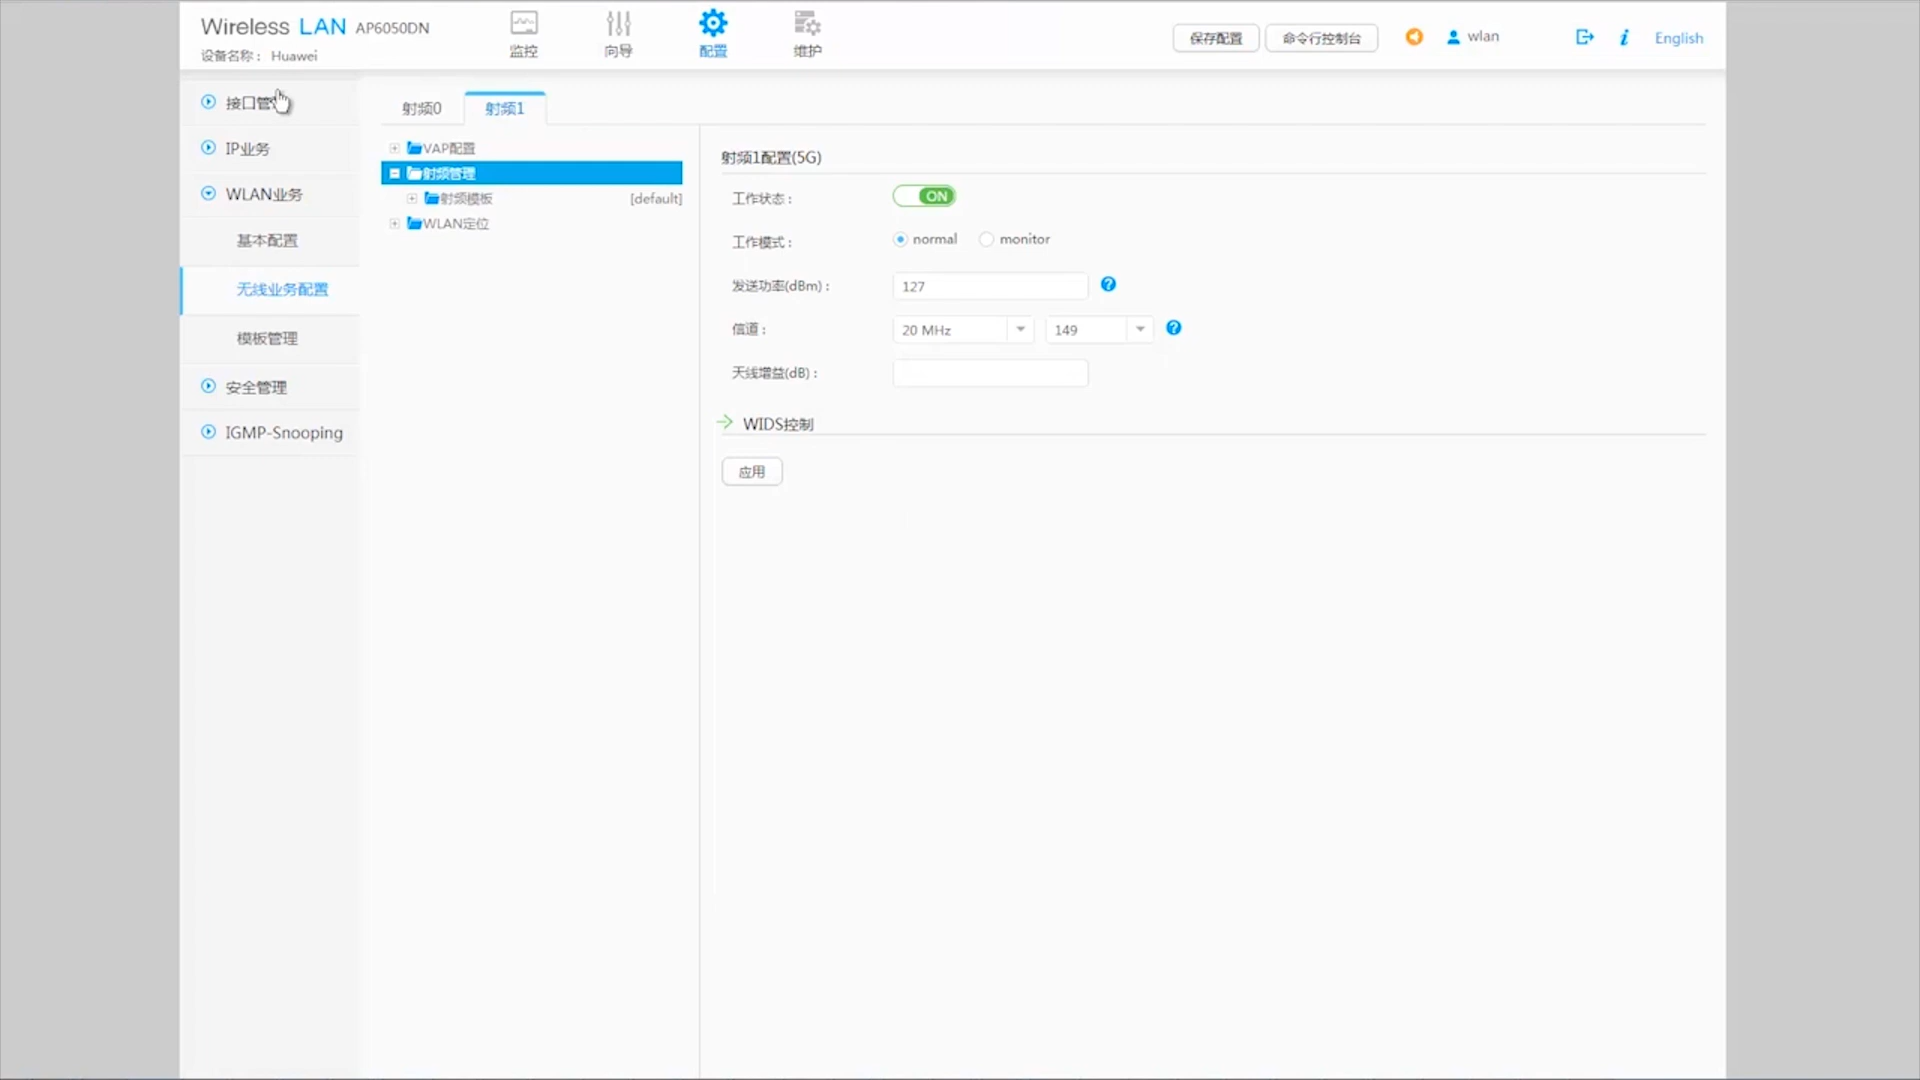 Wireless LAN AP6050DN
设备名称： Huawei
监控
向导
配置
维护
保存配置
命令行控制台
wlan
English
接口管
IP业务
WLAN业务
基本配置
无线业务配置
模板管理
安全管理
IGMP-Snooping
射频0
射频1
VAP配置
射频管理
射频模板 [default]
WLAN定位
射频1配置(5G)
工作状态： ON
工作模式： normal monitor
发送功率(dBm)： 127
信道： 20 MHz 149
天线增益(dB)：
WIDS控制
应用